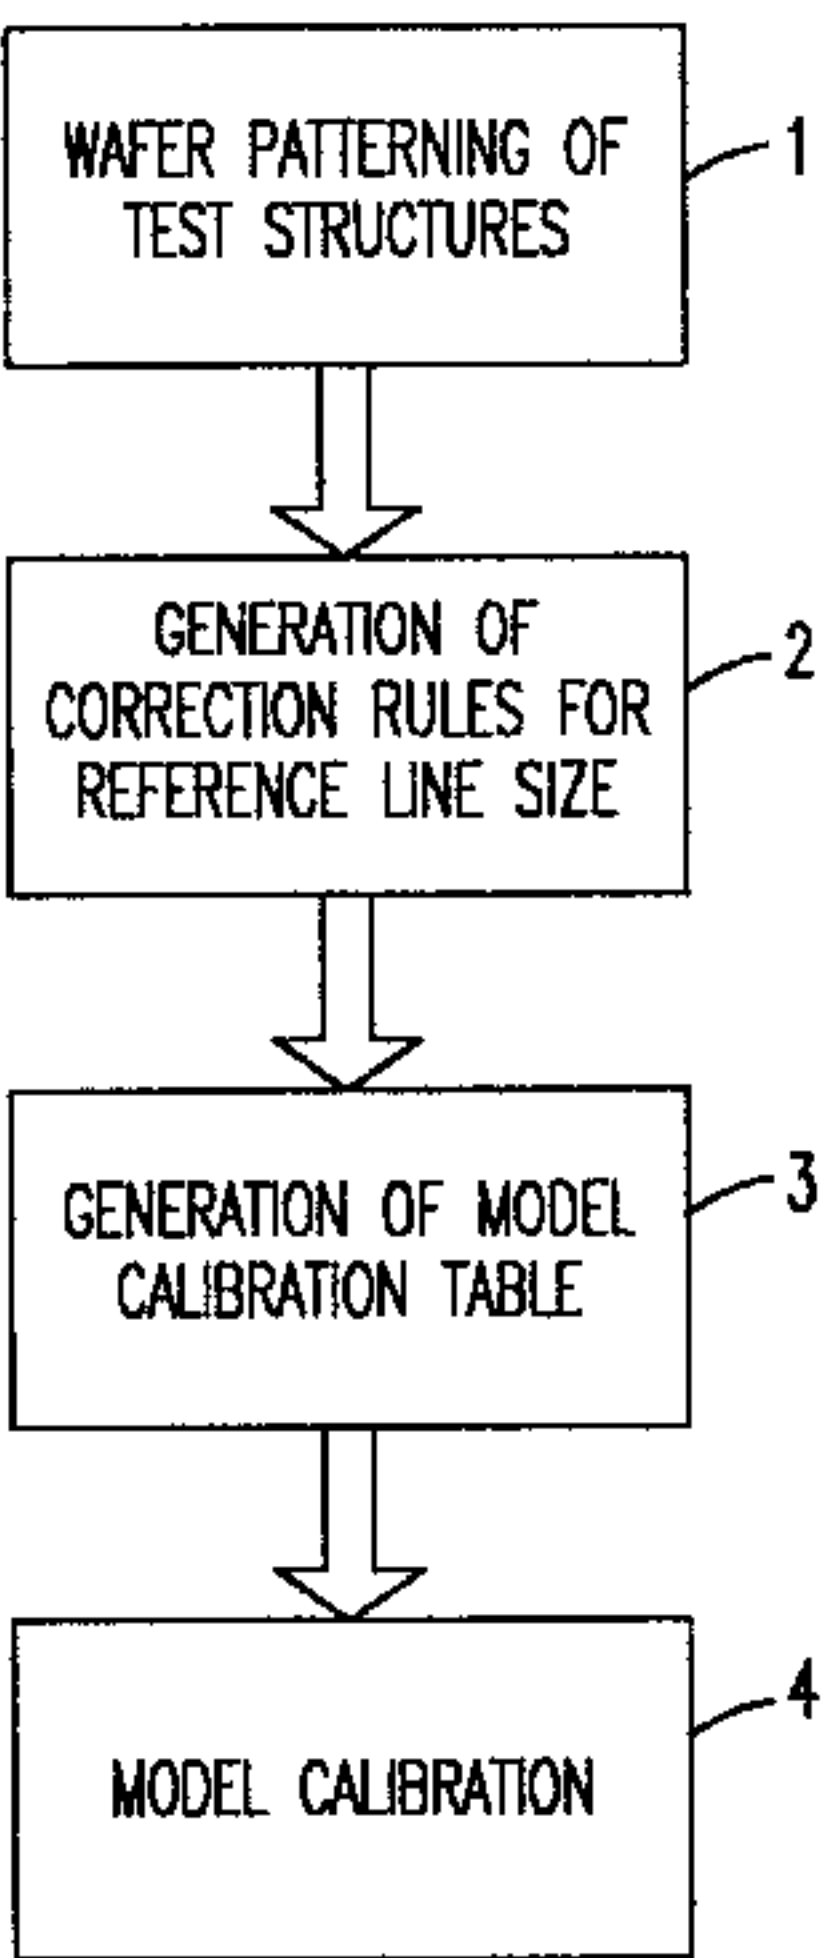 WAFER PATTERNING OF
TEST STRUCTURES
1
GENERATION OF
CORRECTION RULES FOR
REFERENCE LINE SIZE
2
GENERATION OF MODEL
CALIBRATION TABLE
3
MODEL CALIBRATION
4